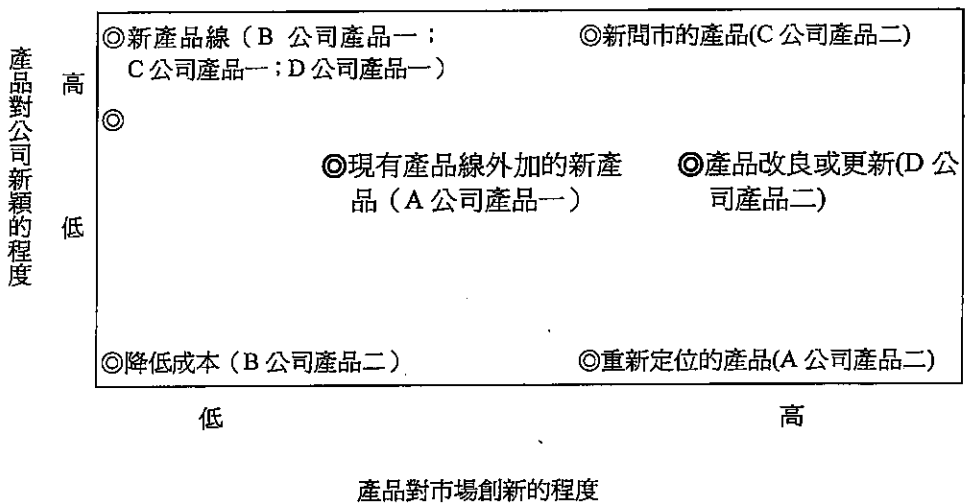 產品對公司新穎的程度
高
低
◎新產品線（B 公司產品一；
C 公司產品一；D 公司產品一）
◎新問市的產品(C 公司產品二)
◎
◎現有產品線外加的新產
品（A 公司產品一）
◎產品改良或更新(D 公
司產品二)
◎降低成本（B 公司產品二）
◎重新定位的產品(A 公司產品二)
低
高
產品對市場創新的程度